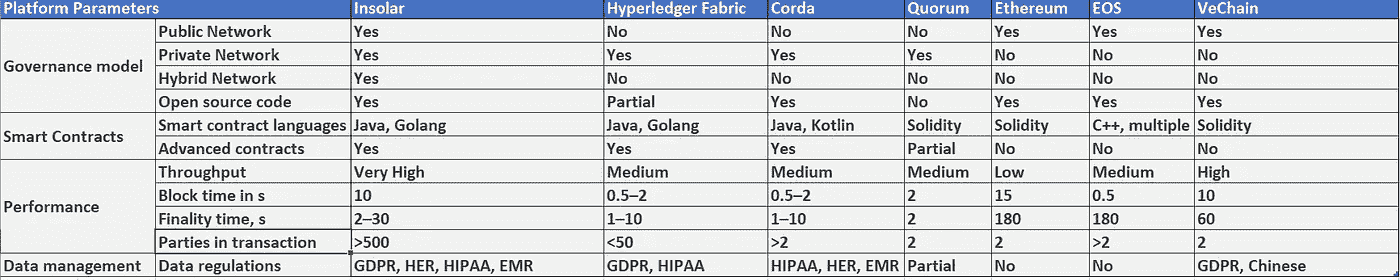 Platform Parameters Insolar Hyperledger Fabric Corda Quorum Ethereum EOS VeChain
Governance model
Public Network Yes No No No Yes Yes Yes
Private Network Yes Yes Yes Yes No No No
Hybrid Network Yes No No No No No No
Open source code Yes Partial Yes No Yes Yes Yes
Smart Contracts
Smart contract languages Java, Golang Java, Golang Java, Kotlin Solidity Solidity C++, multiple Solidity
Advanced contracts Yes Yes Yes Partial No No No
Performance
Throughput Very High Medium Medium Medium Low Medium High
Block time in s 10 0.5–2 0.5–2 2 15 0.5 10
Finality time, s 2–30 1–10 1–10 2 180 180 60
Parties in transaction >500 <50 >2 2 2 >2 2
Data management Data regulations GDPR, HER, HIPAA, EMR GDPR, HIPAA HIPAA, HER, EMR Partial No No GDPR, Chinese